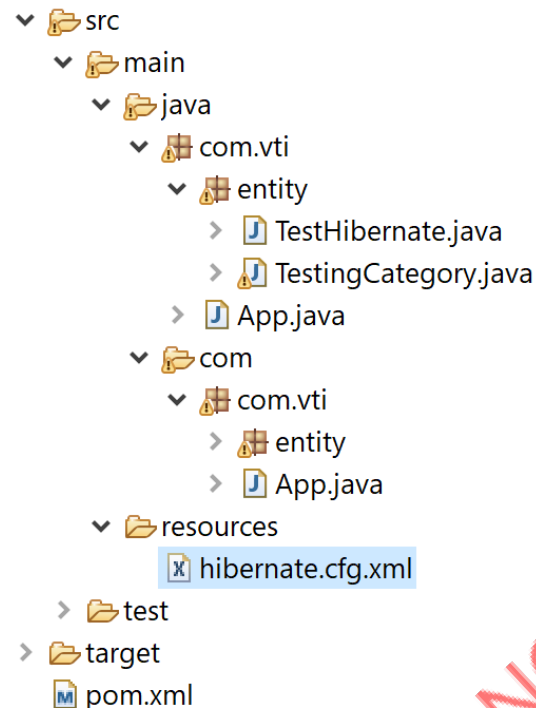 src
main
java
com.vti
entity
TestHibernate.java
TestingCategory.java
App.java
com
com.vti
entity
App.java
resources
hibernate.cfg.xml
test
target
pom.xml